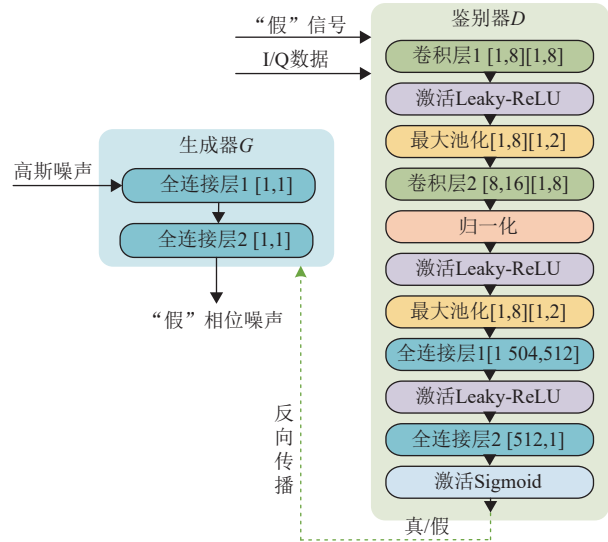 “假”信号
I/Q数据
高斯噪声
生成器G
全连接层1 [1,1]
全连接层2 [1,1]
“假”相位噪声
鉴别器D
卷积层1 [1,8][1,8]
激活Leaky-ReLU
最大池化[1,8][1,2]
卷积层2 [8,16][1,8]
归一化
激活Leaky-ReLU
最大池化[1,8][1,2]
全连接层1[1 504,512]
激活Leaky-ReLU
全连接层2 [512,1]
激活Sigmoid
真/假
反向传播